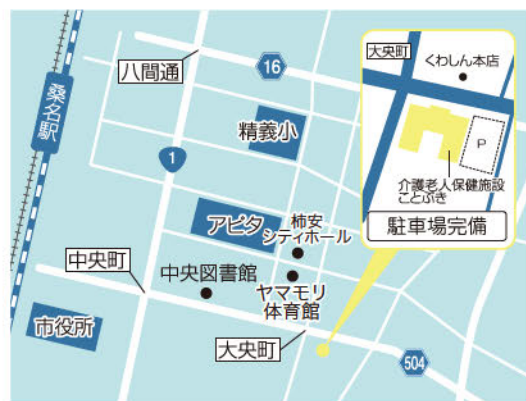 八間通
16
桑名駅
精義小
1
アピタ
柿安
シティホール
中央町
中央図書館
ヤマモリ
体育館
市役所
大央町
504
大央町
くわしん本店
P
介護老人保健施設
ことぶき
駐車場完備